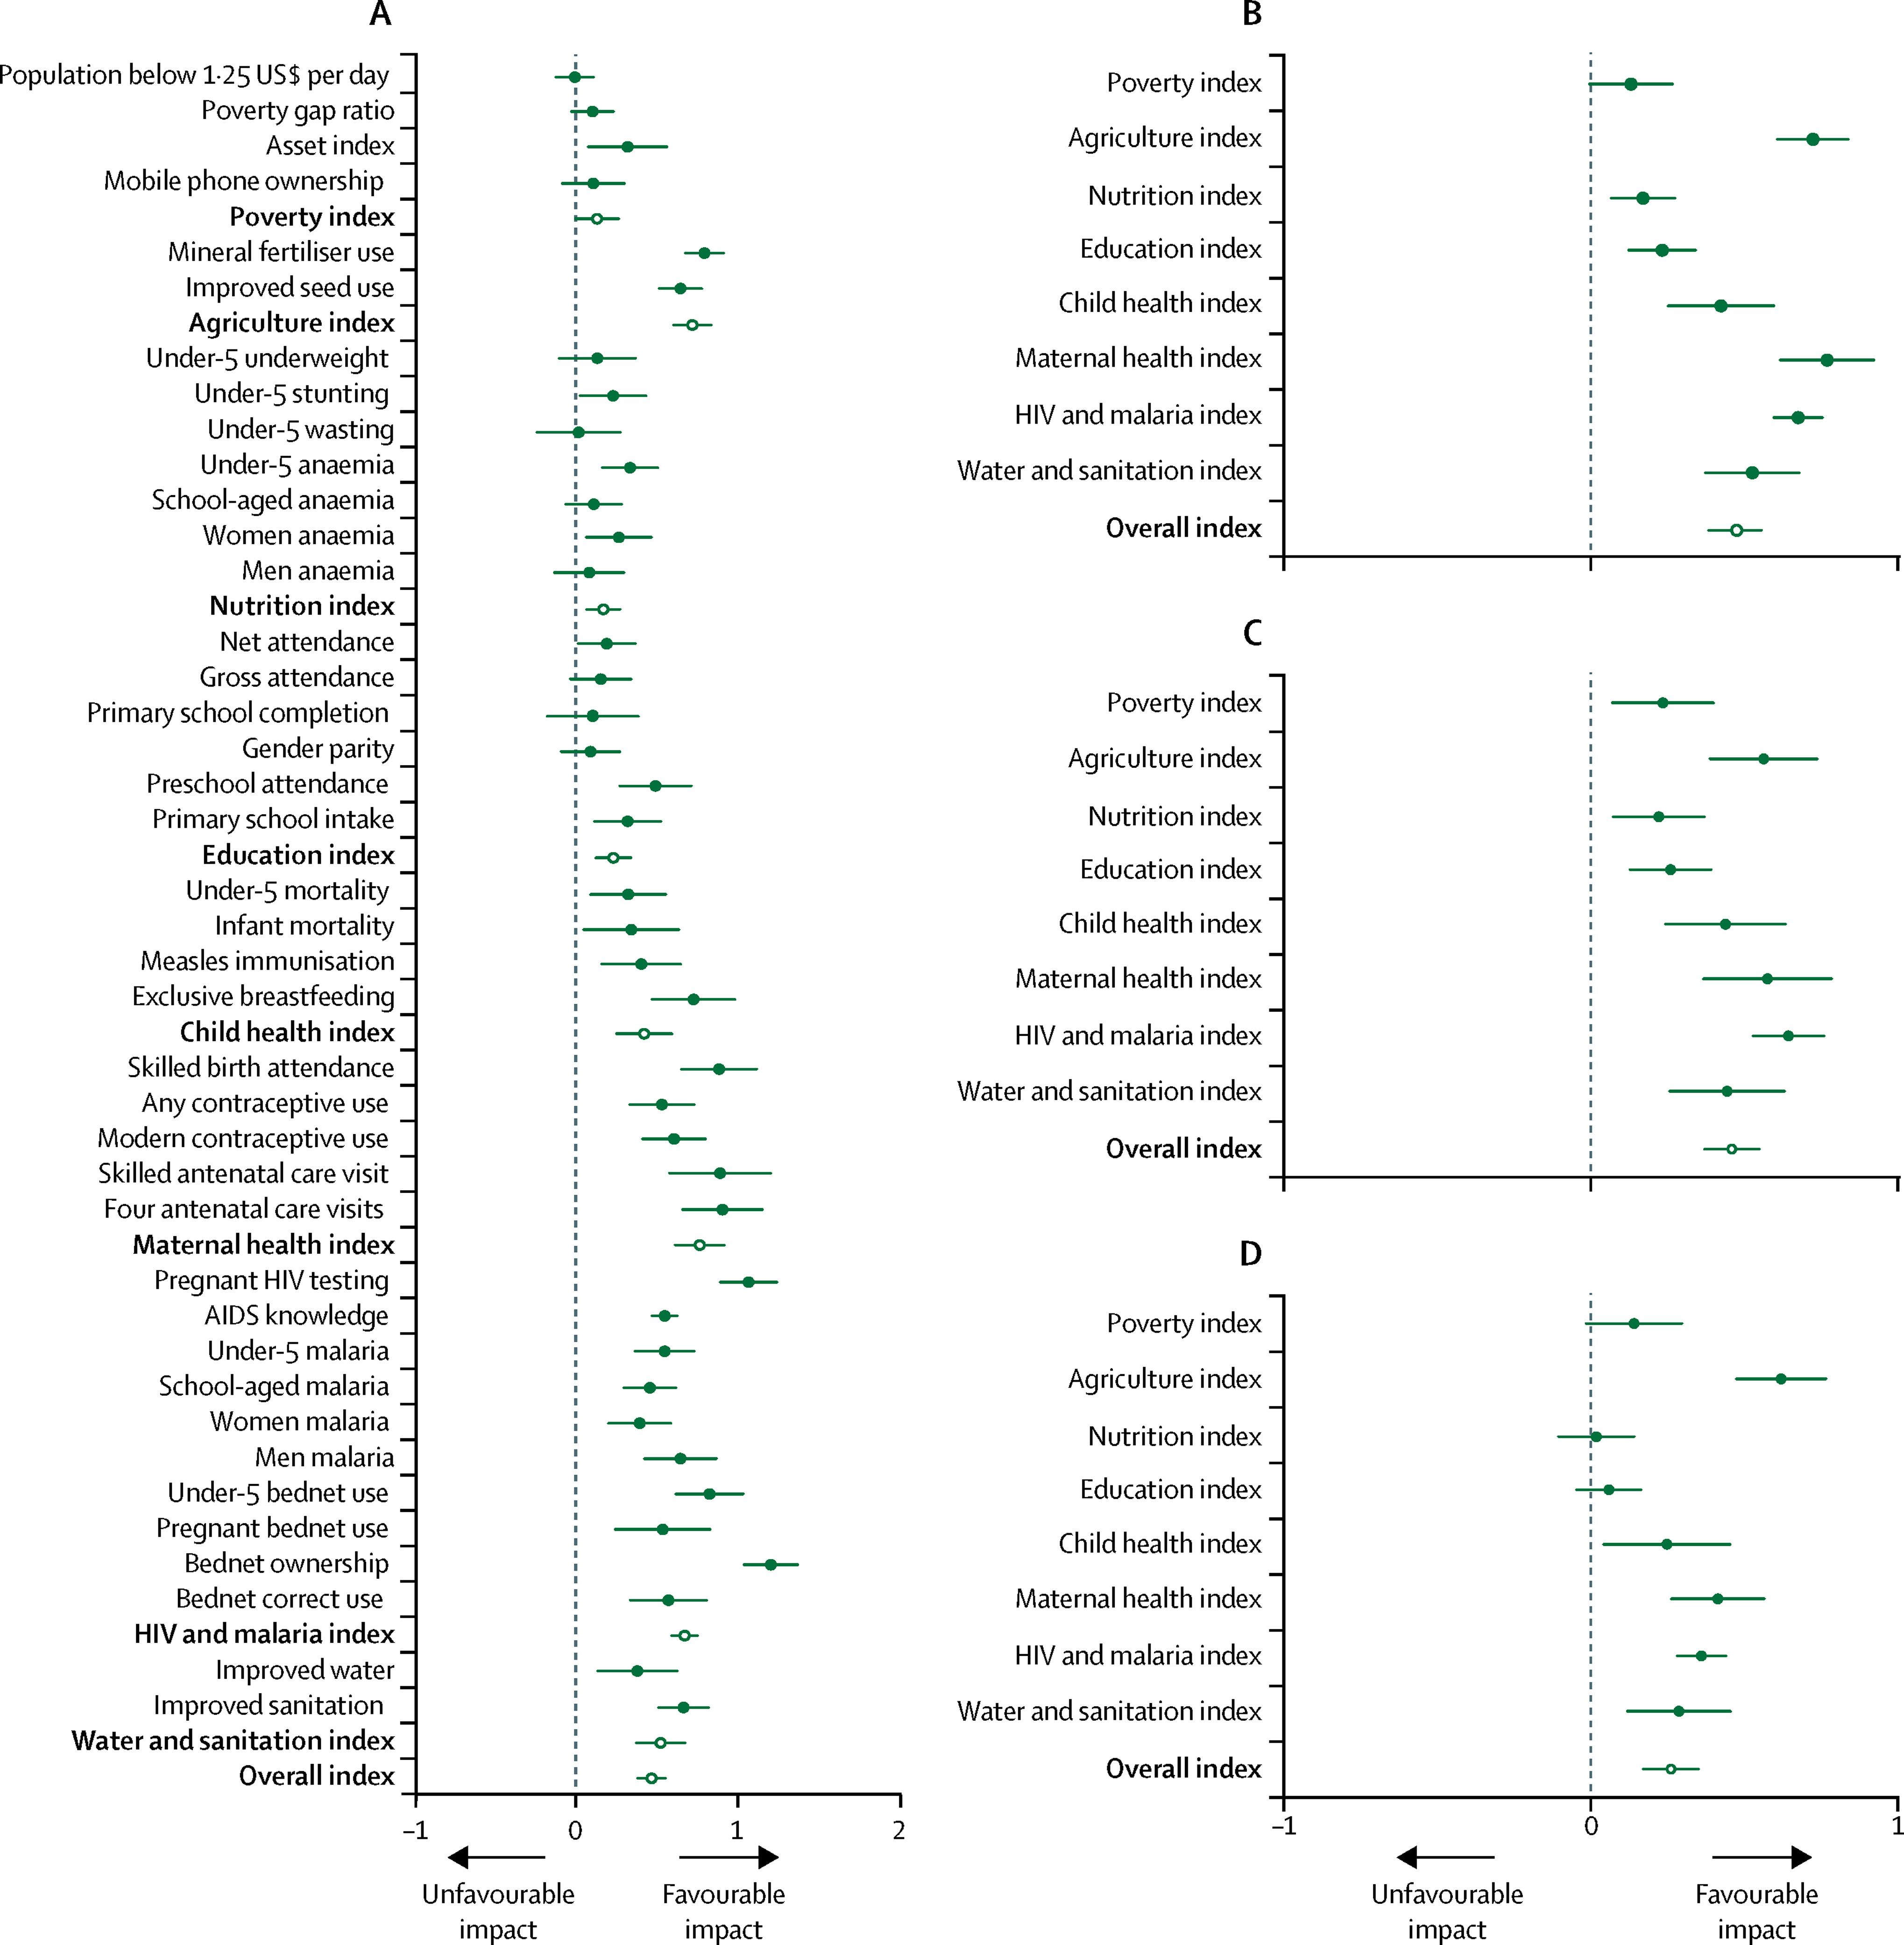 A
Population below 1·25 US$ per day
Poverty gap ratio
Asset index
Mobile phone ownership
Poverty index
Mineral fertiliser use
Improved seed use
Agriculture index
Under-5 underweight
Under-5 stunting
Under-5 wasting
Under-5 anaemia
School-aged anaemia
Women anaemia
Men anaemia
Nutrition index
Net attendance
Gross attendance
Primary school completion
Gender parity
Preschool attendance
Primary school intake
Education index
Under-5 mortality
Infant mortality
Measles immunisation
Exclusive breastfeeding
Child health index
Skilled birth attendance
Any contraceptive use
Modern contraceptive use
Skilled antenatal care visit
Four antenatal care visits
Maternal health index
Pregnant HIV testing
AIDS knowledge
Under-5 malaria
School-aged malaria
Women malaria
Men malaria
Under-5 bednet use
Pregnant bednet use
Bednet ownership
Bednet correct use
HIV and malaria index
Improved water
Improved sanitation
Water and sanitation index
Overall index
–1 0 1 2
Unfavourable
impact
Favourable
impact
B
Poverty index
Agriculture index
Nutrition index
Education index
Child health index
Maternal health index
HIV and malaria index
Water and sanitation index
Overall index
C
Poverty index
Agriculture index
Nutrition index
Education index
Child health index
Maternal health index
HIV and malaria index
Water and sanitation index
Overall index
D
Poverty index
Agriculture index
Nutrition index
Education index
Child health index
Maternal health index
HIV and malaria index
Water and sanitation index
Overall index
–1 0 1
Unfavourable
impact
Favourable
impact